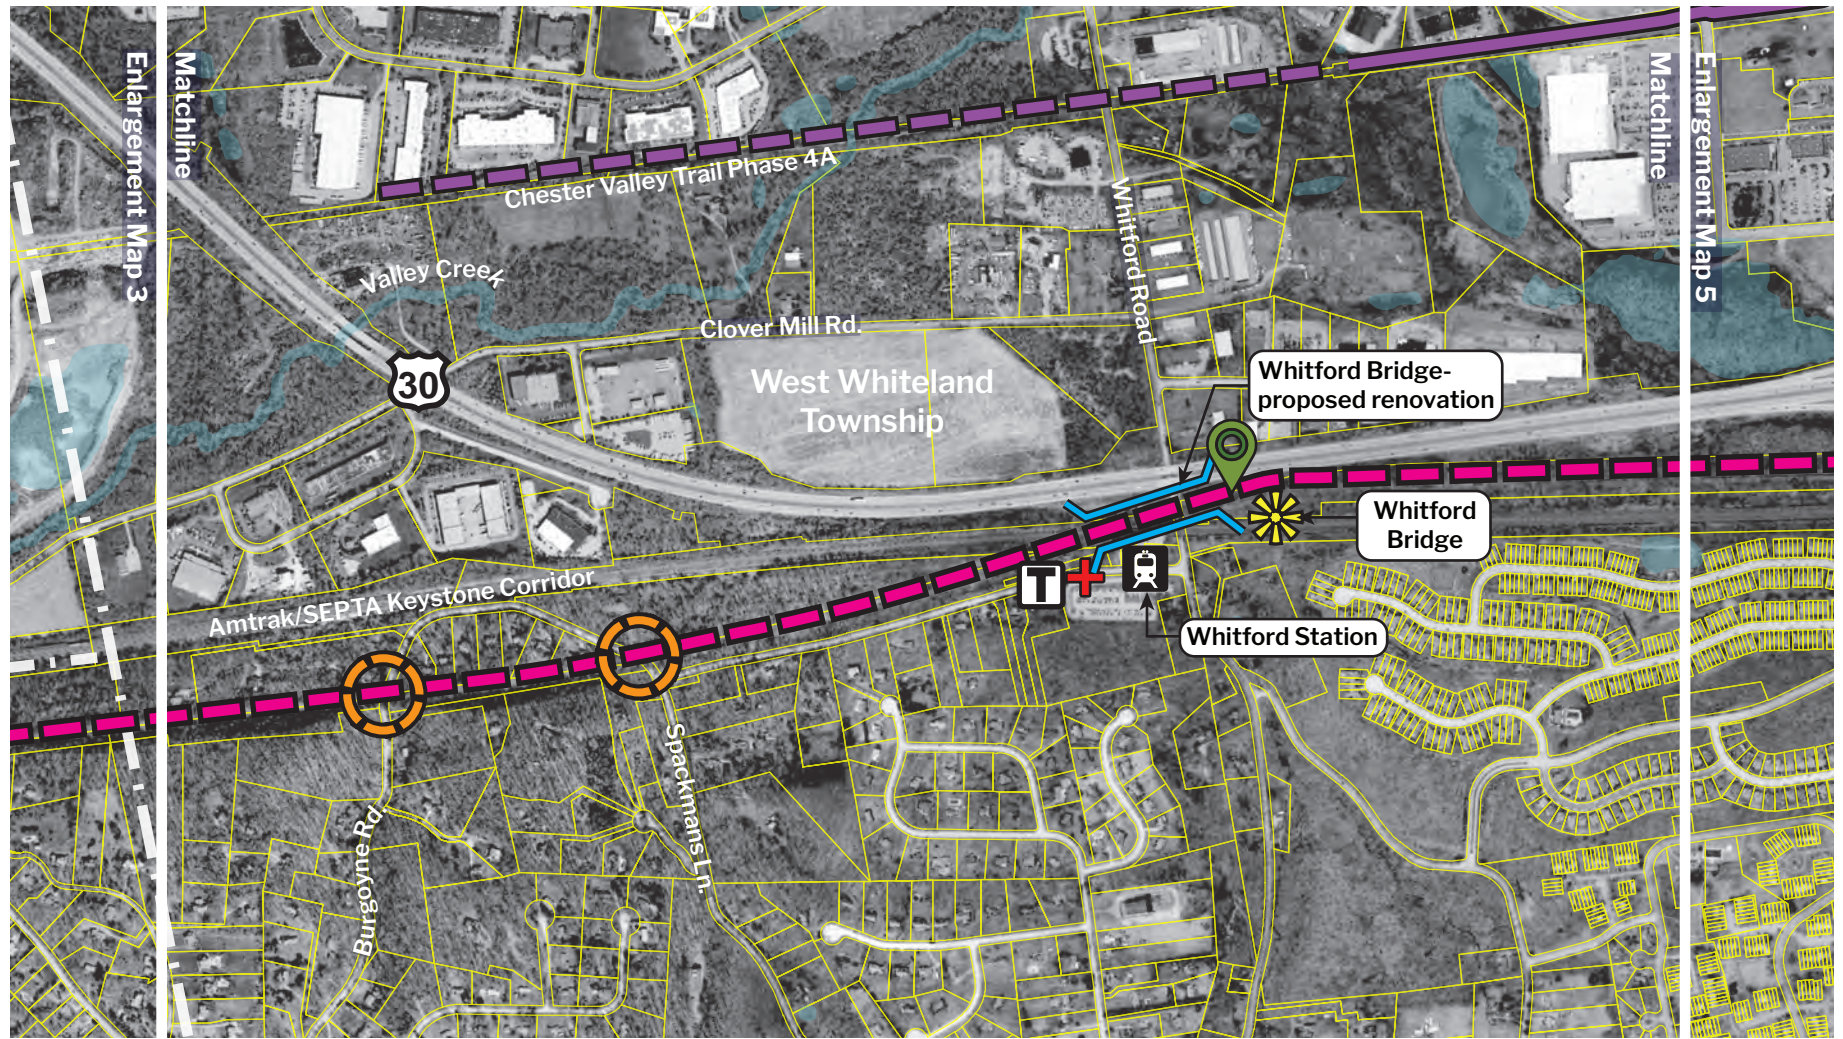 Enlargement Map 3
Matchline
Matchline
Enlargement Map 5
Chester Valley Trail Phase 4A
Whitford Road
Valley Creek
Clover Mill Rd.
30
West Whiteland
Township
Whitford Bridge-
proposed renovation
Whitford
Bridge
T
Amtrak/SEPTA Keystone Corridor
Whitford Station
Spackmans Ln.
Burgoyne Rd.